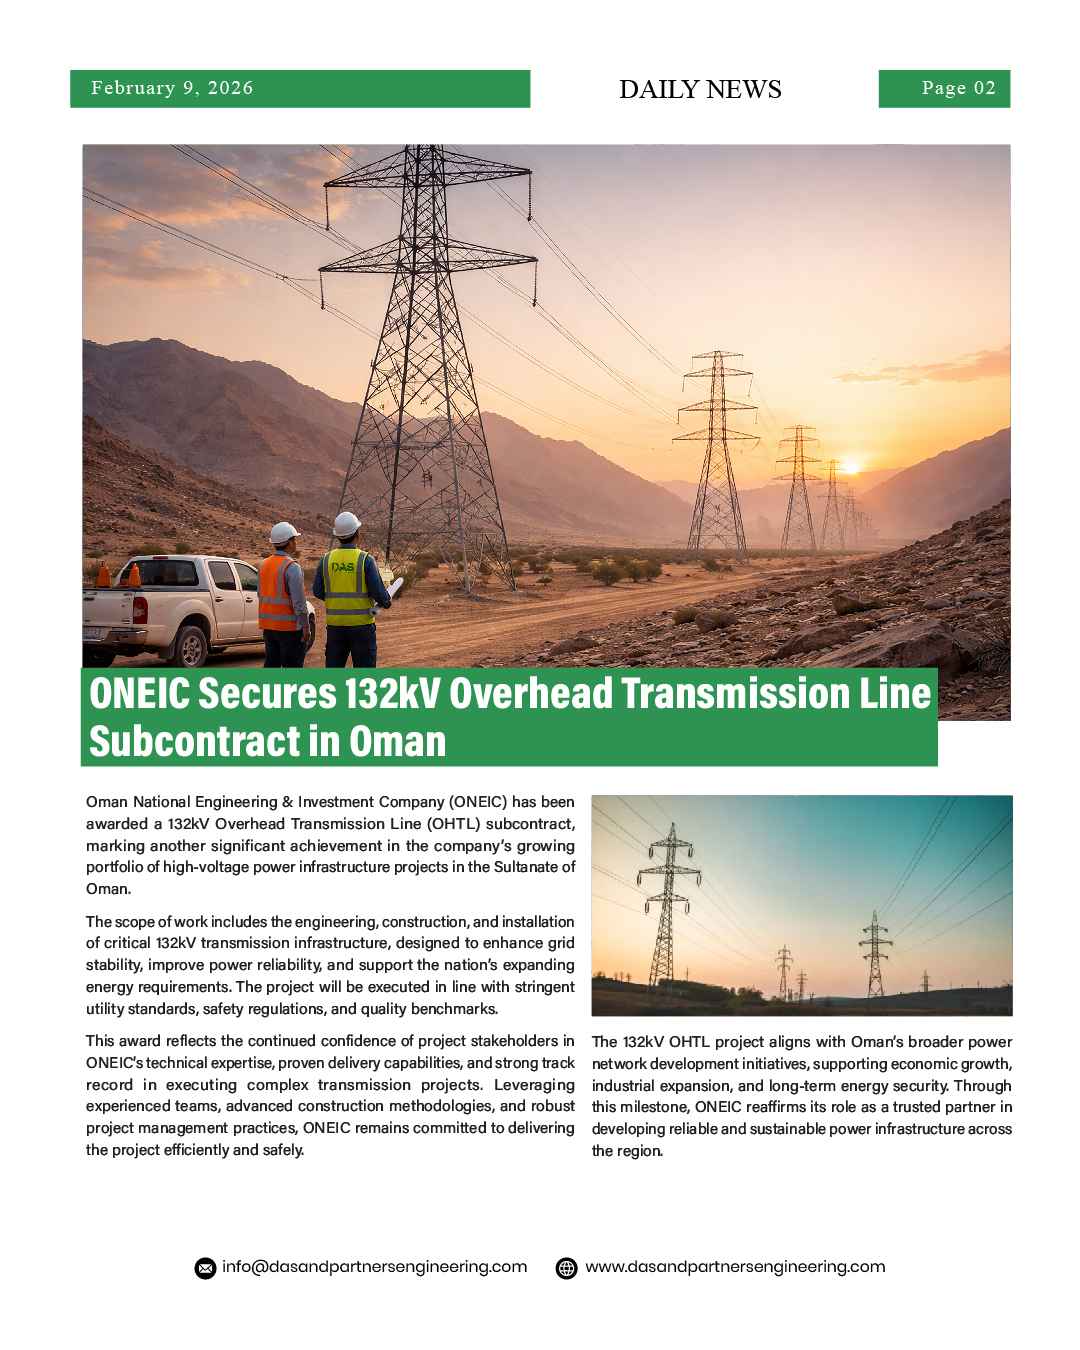 February 9, 2026
DAILY NEWS
Page 02
DAS
ONEIC Secures 132kV Overhead Transmission Line
Subcontract in Oman
Oman National Engineering & Investment Company (ONEIC) has been
awarded a 132kV Overhead Transmission Line (OHTL) subcontract,
marking another significant achievement in the company's growing
portfolio of high-voltage power infrastructure projects in the Sultanate of
Oman.
The scope of work includes the engineering, construction, and installation
of critical 132kV transmission infrastructure, designed to enhance grid
stability, improve power reliability, and support the nation's expanding
energy requirements. The project will be executed in line with stringent
utility standards, safety regulations, and quality benchmarks.
This award reflects the continued confidence of project stakeholders in
ONEIC's technical expertise, proven delivery capabilities, and strong track
record in executing complex transmission projects. Leveraging
experienced teams, advanced construction methodologies, and robust
project management practices, ONEIC remains committed to delivering
the project efficiently and safely.
The 132kV OHTL project aligns with Oman's broader power
network development initiatives, supporting economic growth,
industrial expansion, and long-term energy security. Through
this milestone, ONEIC reaffirms its role as a trusted partner in
developing reliable and sustainable power infrastructure across
the region.
info@dasandpartnersengineering.com
www.dasandpartnersengineering.com